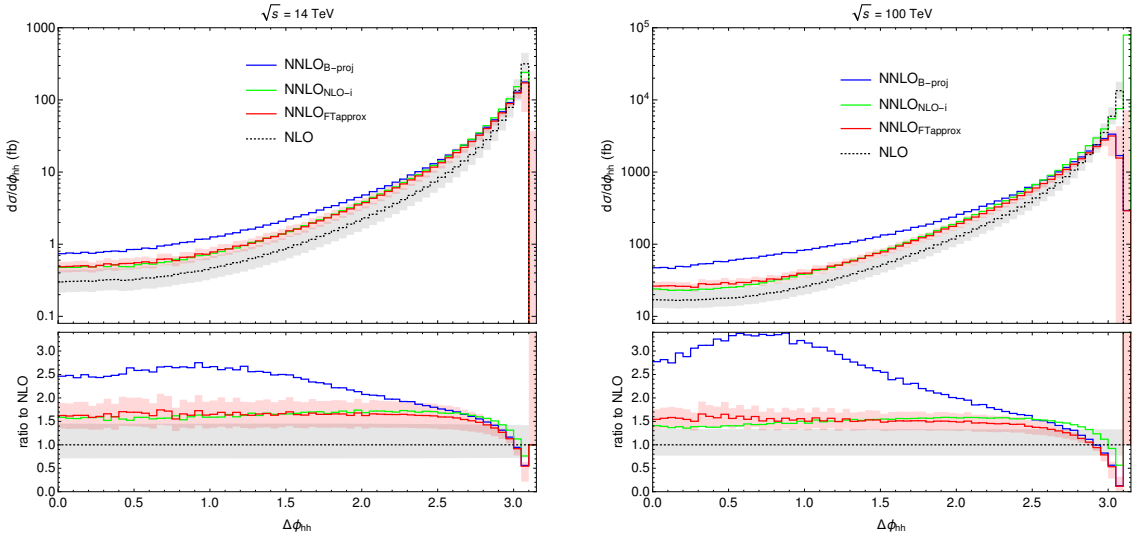 √s = 14 TeV
1000
100
10
1
0.1
dσ/dϕhh (fb)
NNLOB-proj
NNLONLO-i
NNLOFTapprox
NLO
3.0
2.5
2.0
1.5
1.0
0.5
0.0
ratio to NLO
0.0 0.5 1.0 1.5 2.0 2.5 3.0
Δϕhh
√s = 100 TeV
10^5
10^4
1000
100
10
dσ/dϕhh (fb)
NNLOB-proj
NNLONLO-i
NNLOFTapprox
NLO
3.0
2.5
2.0
1.5
1.0
0.5
0.0
ratio to NLO
0.0 0.5 1.0 1.5 2.0 2.5 3.0
Δϕhh